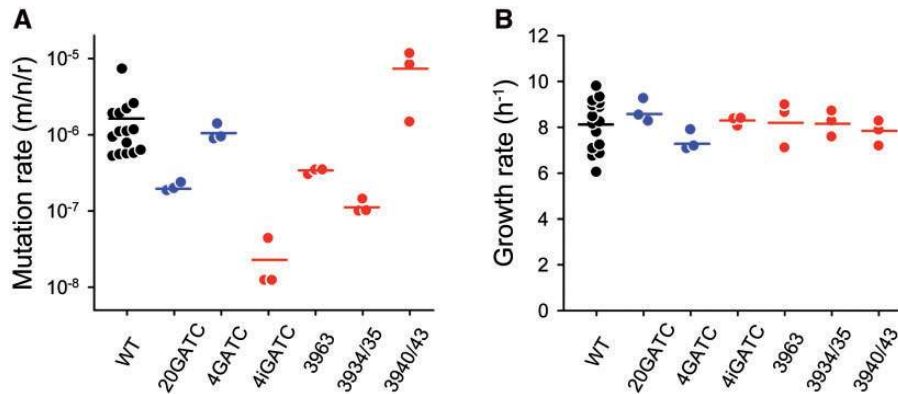 A
Mutation rate (m/n/r)
10⁻⁵
10⁻⁶
10⁻⁷
10⁻⁸
WT
20GATC
4GATC
4iGATC
3963
3934/35
3940/43
B
Growth rate (h⁻¹)
12
10
8
6
4
2
0
WT
20GATC
4GATC
4iGATC
3963
3934/35
3940/43